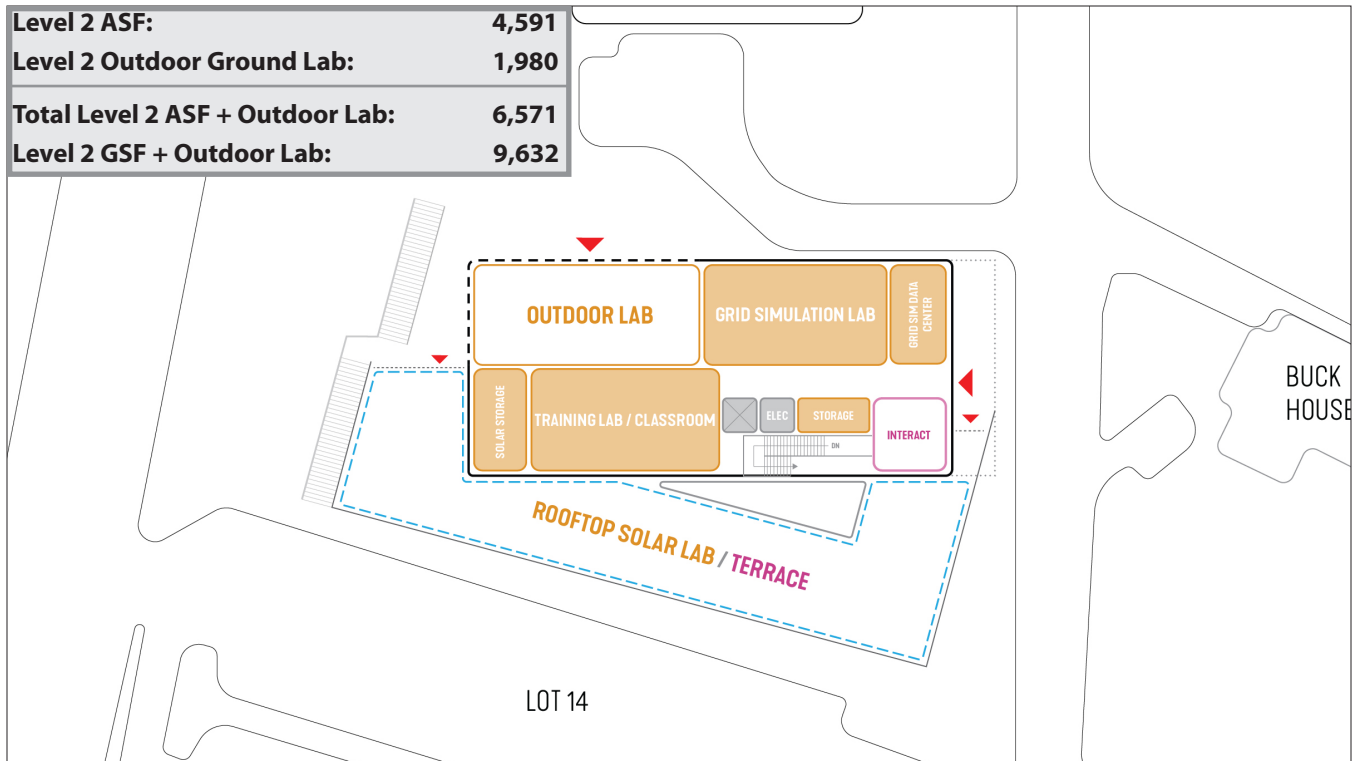 Level 2 ASF: 4,591
Level 2 Outdoor Ground Lab: 1,980
Total Level 2 ASF + Outdoor Lab: 6,571
Level 2 GSF + Outdoor Lab: 9,632
OUTDOOR LAB
GRID SIMULATION LAB
GRID SIM DATA
CENTER
BUCK
HOUSE
SOLAR STORAGE
TRAINING LAB / CLASSROOM
ELEC
STORAGE
INTERACT
DN
ROOFTOP SOLAR LAB / TERRACE
LOT 14